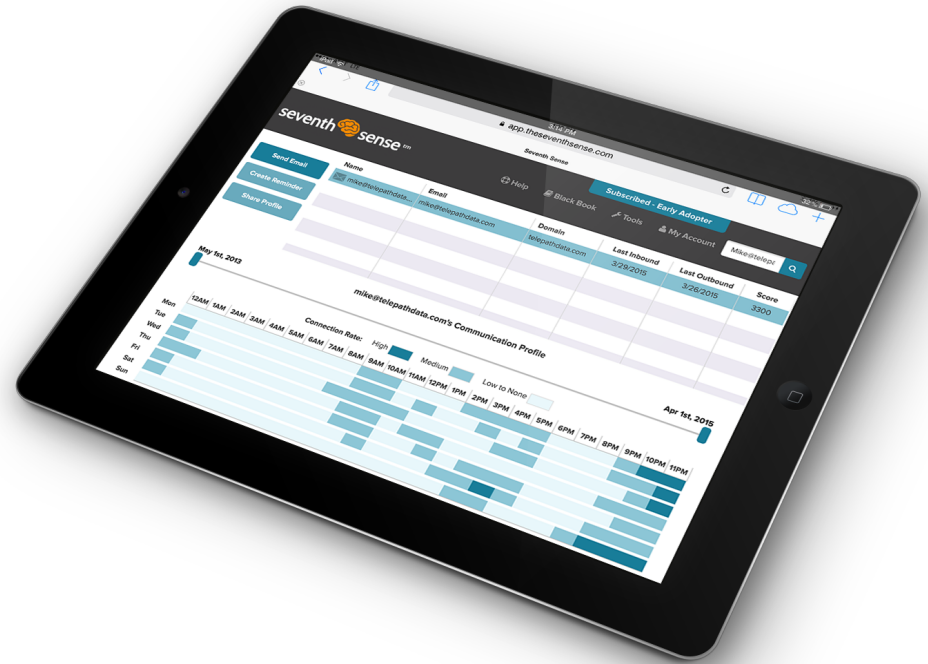 iPad
3:14 PM
32 %
app.theseventhsense.com
Seventh Sense
seventh sense TM
Subscribed - Early Adopter
Help
Black Book
Tools
My Account
Send Email
Create Reminder
Share Profile
Name Email Domain Last Inbound Last Outbound Score
mike@telepathdata... mike@telepathdata.com telepathdata.com 3/29/2015 3/26/2015 3300
May 1st, 2013
Apr 1st, 2015
mike@telepathdata.com's Communication Profile
Connection Rate: High Medium Low to None
12AM 1AM 2AM 3AM 4AM 5AM 6AM 7AM 8AM 9AM 10AM 11AM 12PM 1PM 2PM 3PM 4PM 5PM 6PM 7PM 8PM 9PM 10PM 11PM
Mon
Tue
Wed
Thu
Fri
Sat
Sun